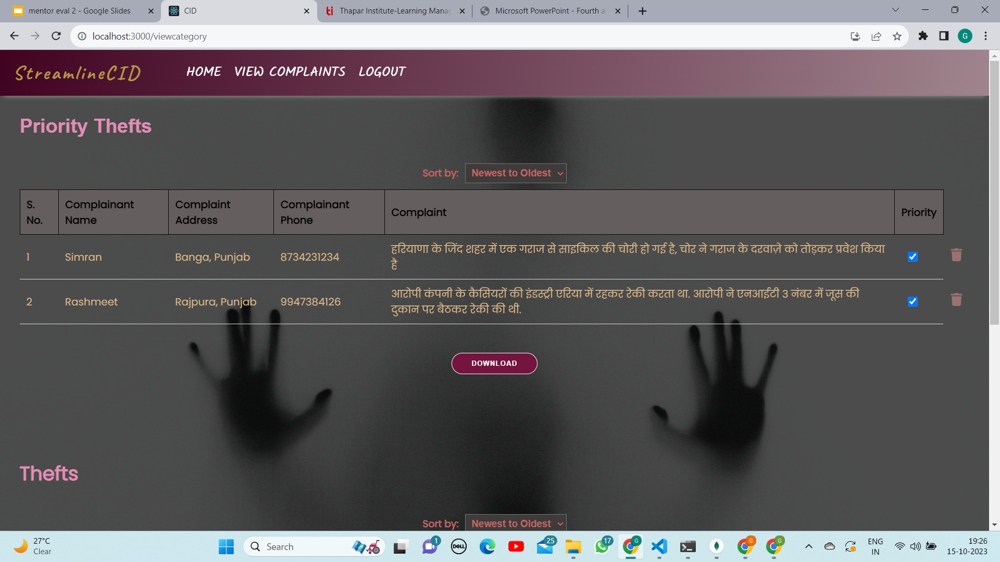 mentor eval 2 - Google Slides
CID
Thapar Institute-Learning Manag
Microsoft PowerPoint - Fourth a
localhost:3000/viewcategory
G
StreamlineCID
HOME VIEW COMPLAINTS LOGOUT
Priority Thefts
Sort by: Newest to Oldest
S. No.
Complainant Name
Complaint Address
Complainant Phone
Complaint
Priority
1 Simran Banga, Punjab 8734231234
हरियाणा के जिंद शहर में एक गराज से साइकिल की चोरी हो गई है, चोर ने गराज के दरवाज़े को तोड़कर प्रवेश किया
है
2 Rashmeet Rajpura, Punjab 9947384126
आरोपी कंपनी के कैसियरों की इंडस्ट्री एरिया में रहकर रेकी करता था. आरोपी ने एनआईटी 3 नंबर में जूस की
दुकान पर बैठकर रेकी की थी.
DOWNLOAD
Thefts
Sort by: Newest to Oldest
27°C
Clear
Search
1
DELL
25
17
G
G
G
ENG
IN
19:26
15-10-2023